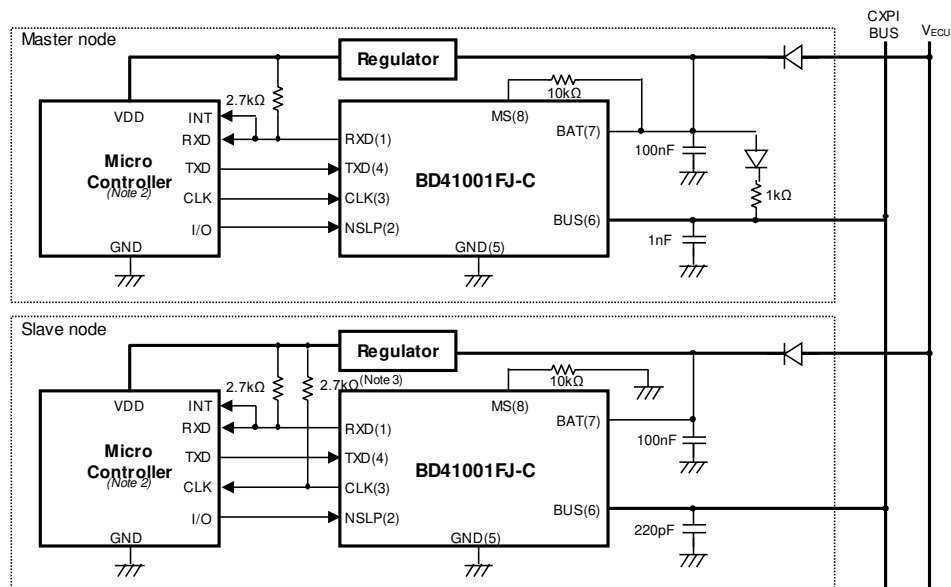 CXPI
BUS
VECU
Master node
Regulator
2.7kΩ
10kΩ
VDD
INT
RXD
TXD
CLK
I/O
GND
Micro
Controller
(Note 2)
MS(8)
RXD(1)
BAT(7)
TXD(4)
BD41001FJ-C
CLK(3)
NSLP(2)
BUS(6)
GND(5)
100nF
1kΩ
1nF
Slave node
Regulator
2.7kΩ
2.7kΩ(Note 3)
10kΩ
VDD
INT
RXD
TXD
CLK
I/O
GND
Micro
Controller
(Note 2)
MS(8)
RXD(1)
BAT(7)
TXD(4)
BD41001FJ-C
CLK(3)
NSLP(2)
BUS(6)
GND(5)
100nF
220pF